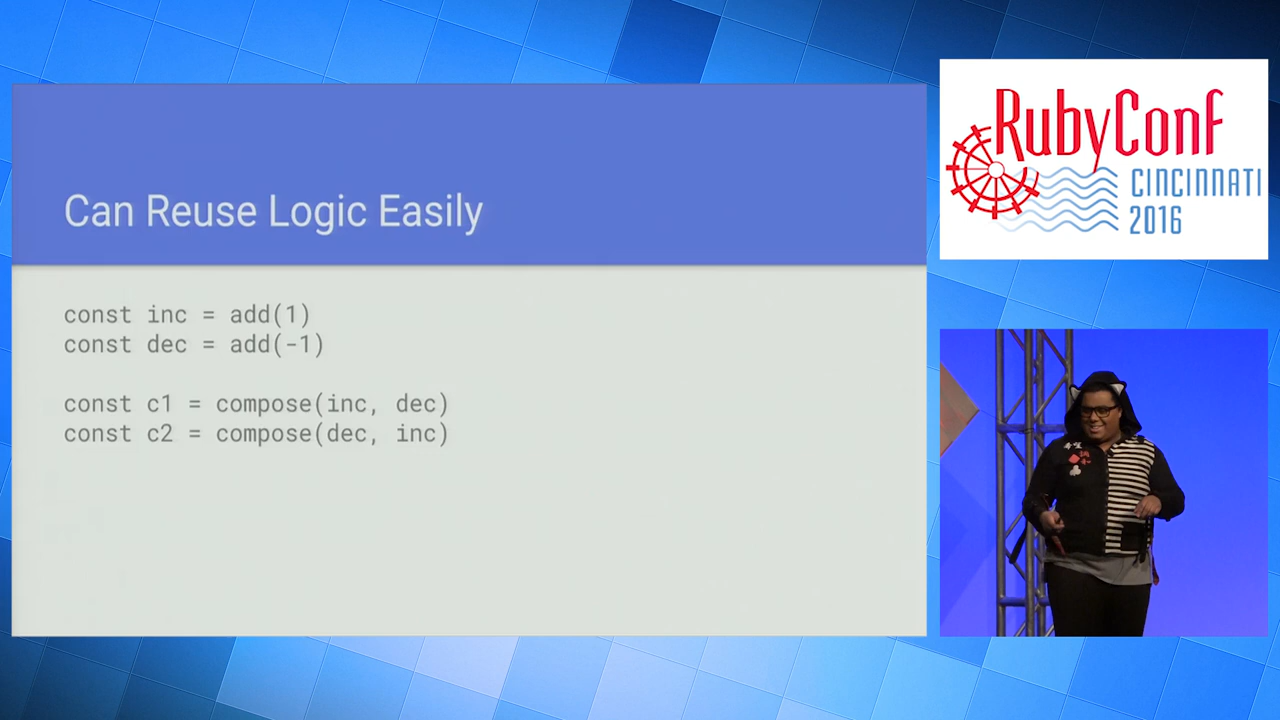 Can Reuse Logic Easily
const inc = add(1)
const dec = add(-1)
const c1 = compose(inc, dec)
const c2 = compose(dec, inc)
RubyConf
CINCINNATI
2016